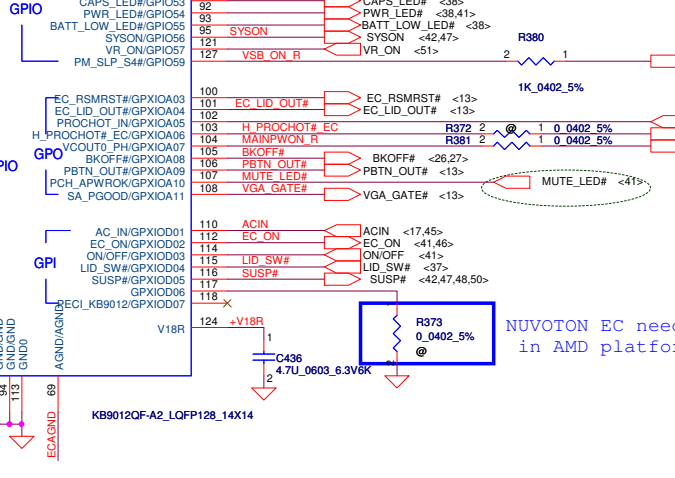 GPIO
CAPS_LED#/GPIO53
92
CAPS_LED# <38>
PWR_LED#/GPIO54
93
PWR_LED# <38,41>
BATT_LOW_LED#/GPIO55
95
BATT_LOW_LED# <38>
SYSON/GPIO56
SYSON
SYSON <42,47>
VR_ON/GPIO57
121
VR_ON <51>
PM_SLP_S4#/GPIO59
127
VSB_ON_R
R380
2 1
1K_0402_5%
GPO
EC_RSMRST#/GPXIOA03
100
EC_RSMRST# <13>
EC_LID_OUT#/GPXIOA04
101
EC_LID_OUT#
EC_LID_OUT# <13>
PROCHOT_IN/GPXIOA05
102
H_PROCHOT#_EC/GPXIOA06
103
H_PROCHOT#_EC
R372 2 @ 1 0_0402_5%
VCOUT0_PH/GPXIOA07
104
MAINPWON_R
R381 2 1 0_0402_5%
BKOFF#/GPXIOA08
105
BKOFF#
BKOFF# <26,27>
PBTN_OUT#/GPXIOA09
106
PBTN_OUT#
PBTN_OUT# <13>
PCH_APWROK/GPXIOA10
107
MUTE_LED#
MUTE_LED# <41>
SA_PGOOD/GPXIOA11
108
VGA_GATE#
VGA_GATE# <13>
GPI
AC_IN/GPXIOD01
110
ACIN
ACIN <17,45>
EC_ON/GPXIOD02
112
EC_ON
EC_ON <41,46>
ON/OFF/GPXIOD03
114
ON/OFF <41>
LID_SW#/GPXIOD04
115
LID_SW#
LID_SW# <37>
SUSP#/GPXIOD05
116
SUSP#
SUSP# <42,47,48,50>
GPXIOD06
117
PECI_KB9012/GPXIOD07
118
V18R
124
+V18R
1
C436
4.7U_0603_6.3V6K
2
1
R373
0_0402_5%
@
2
NUVOTON EC
in AMD
GND/GND
GND0
AGND/AGND
94
113
69
ECAGND
KB9012QF-A2_LQFP128_14X14